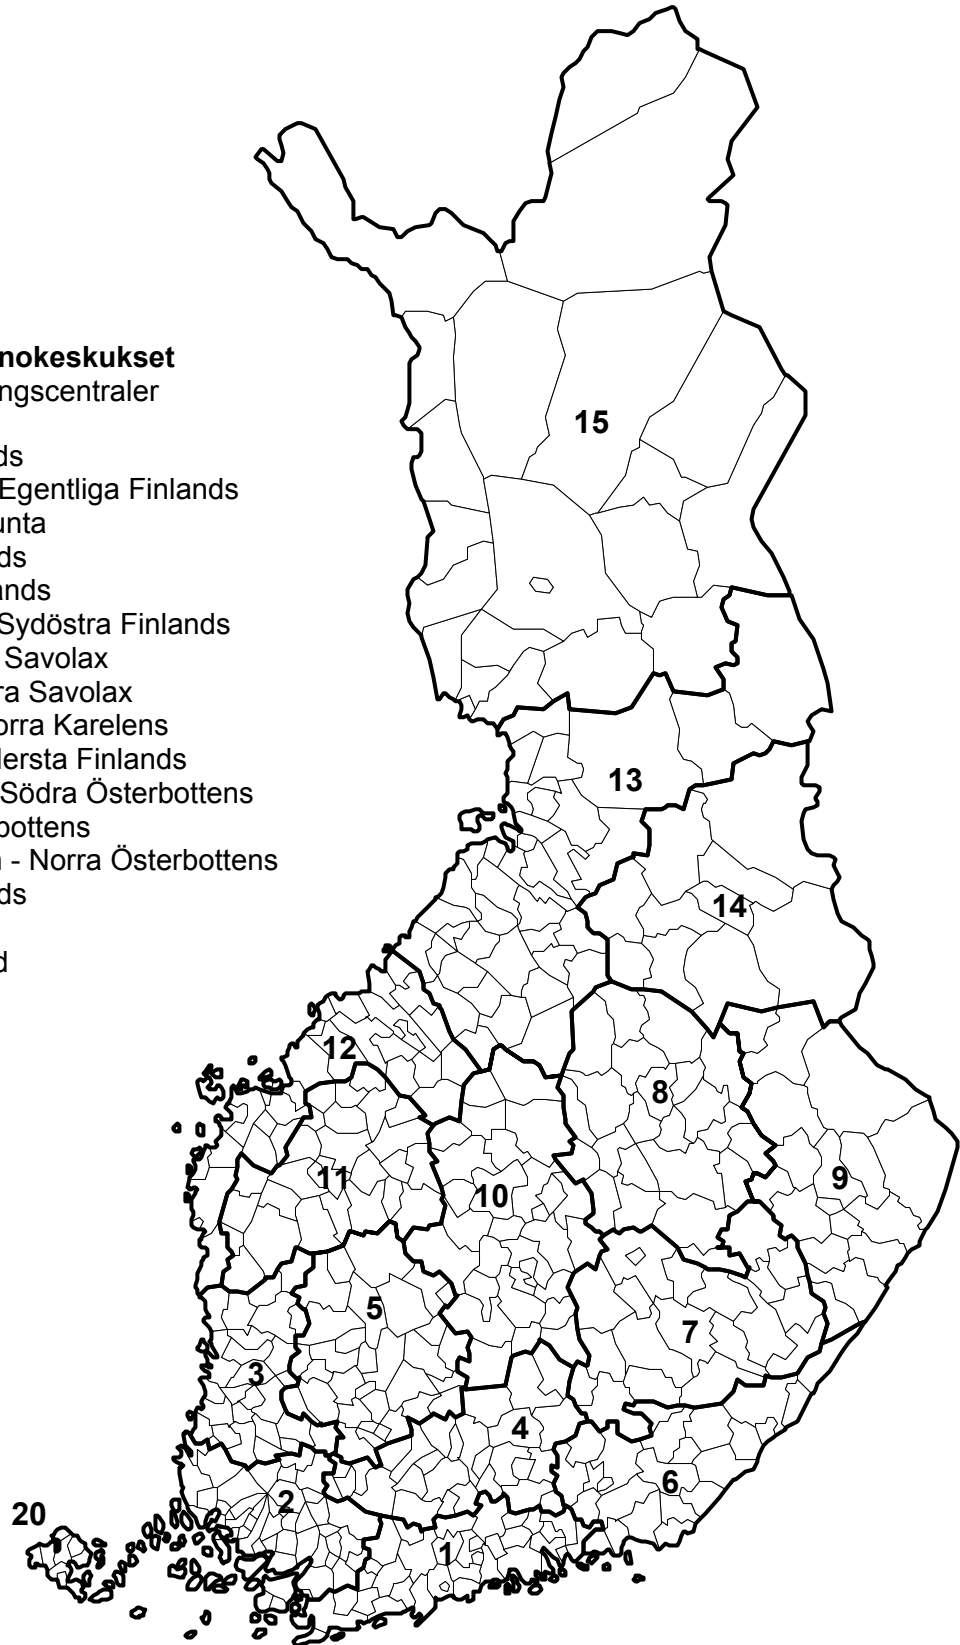 nokeskukset
ngscentraler
ds
Egentliga Finlands
unta
ds
ands
Sydöstra Finlands
Savolax
ra Savolax
orra Karelens
lersta Finlands
Södra Österbottens
bottens
n - Norra Österbottens
ds
d
15
13
14
12
8
11
9
10
5
7
3
4
6
2
20
1